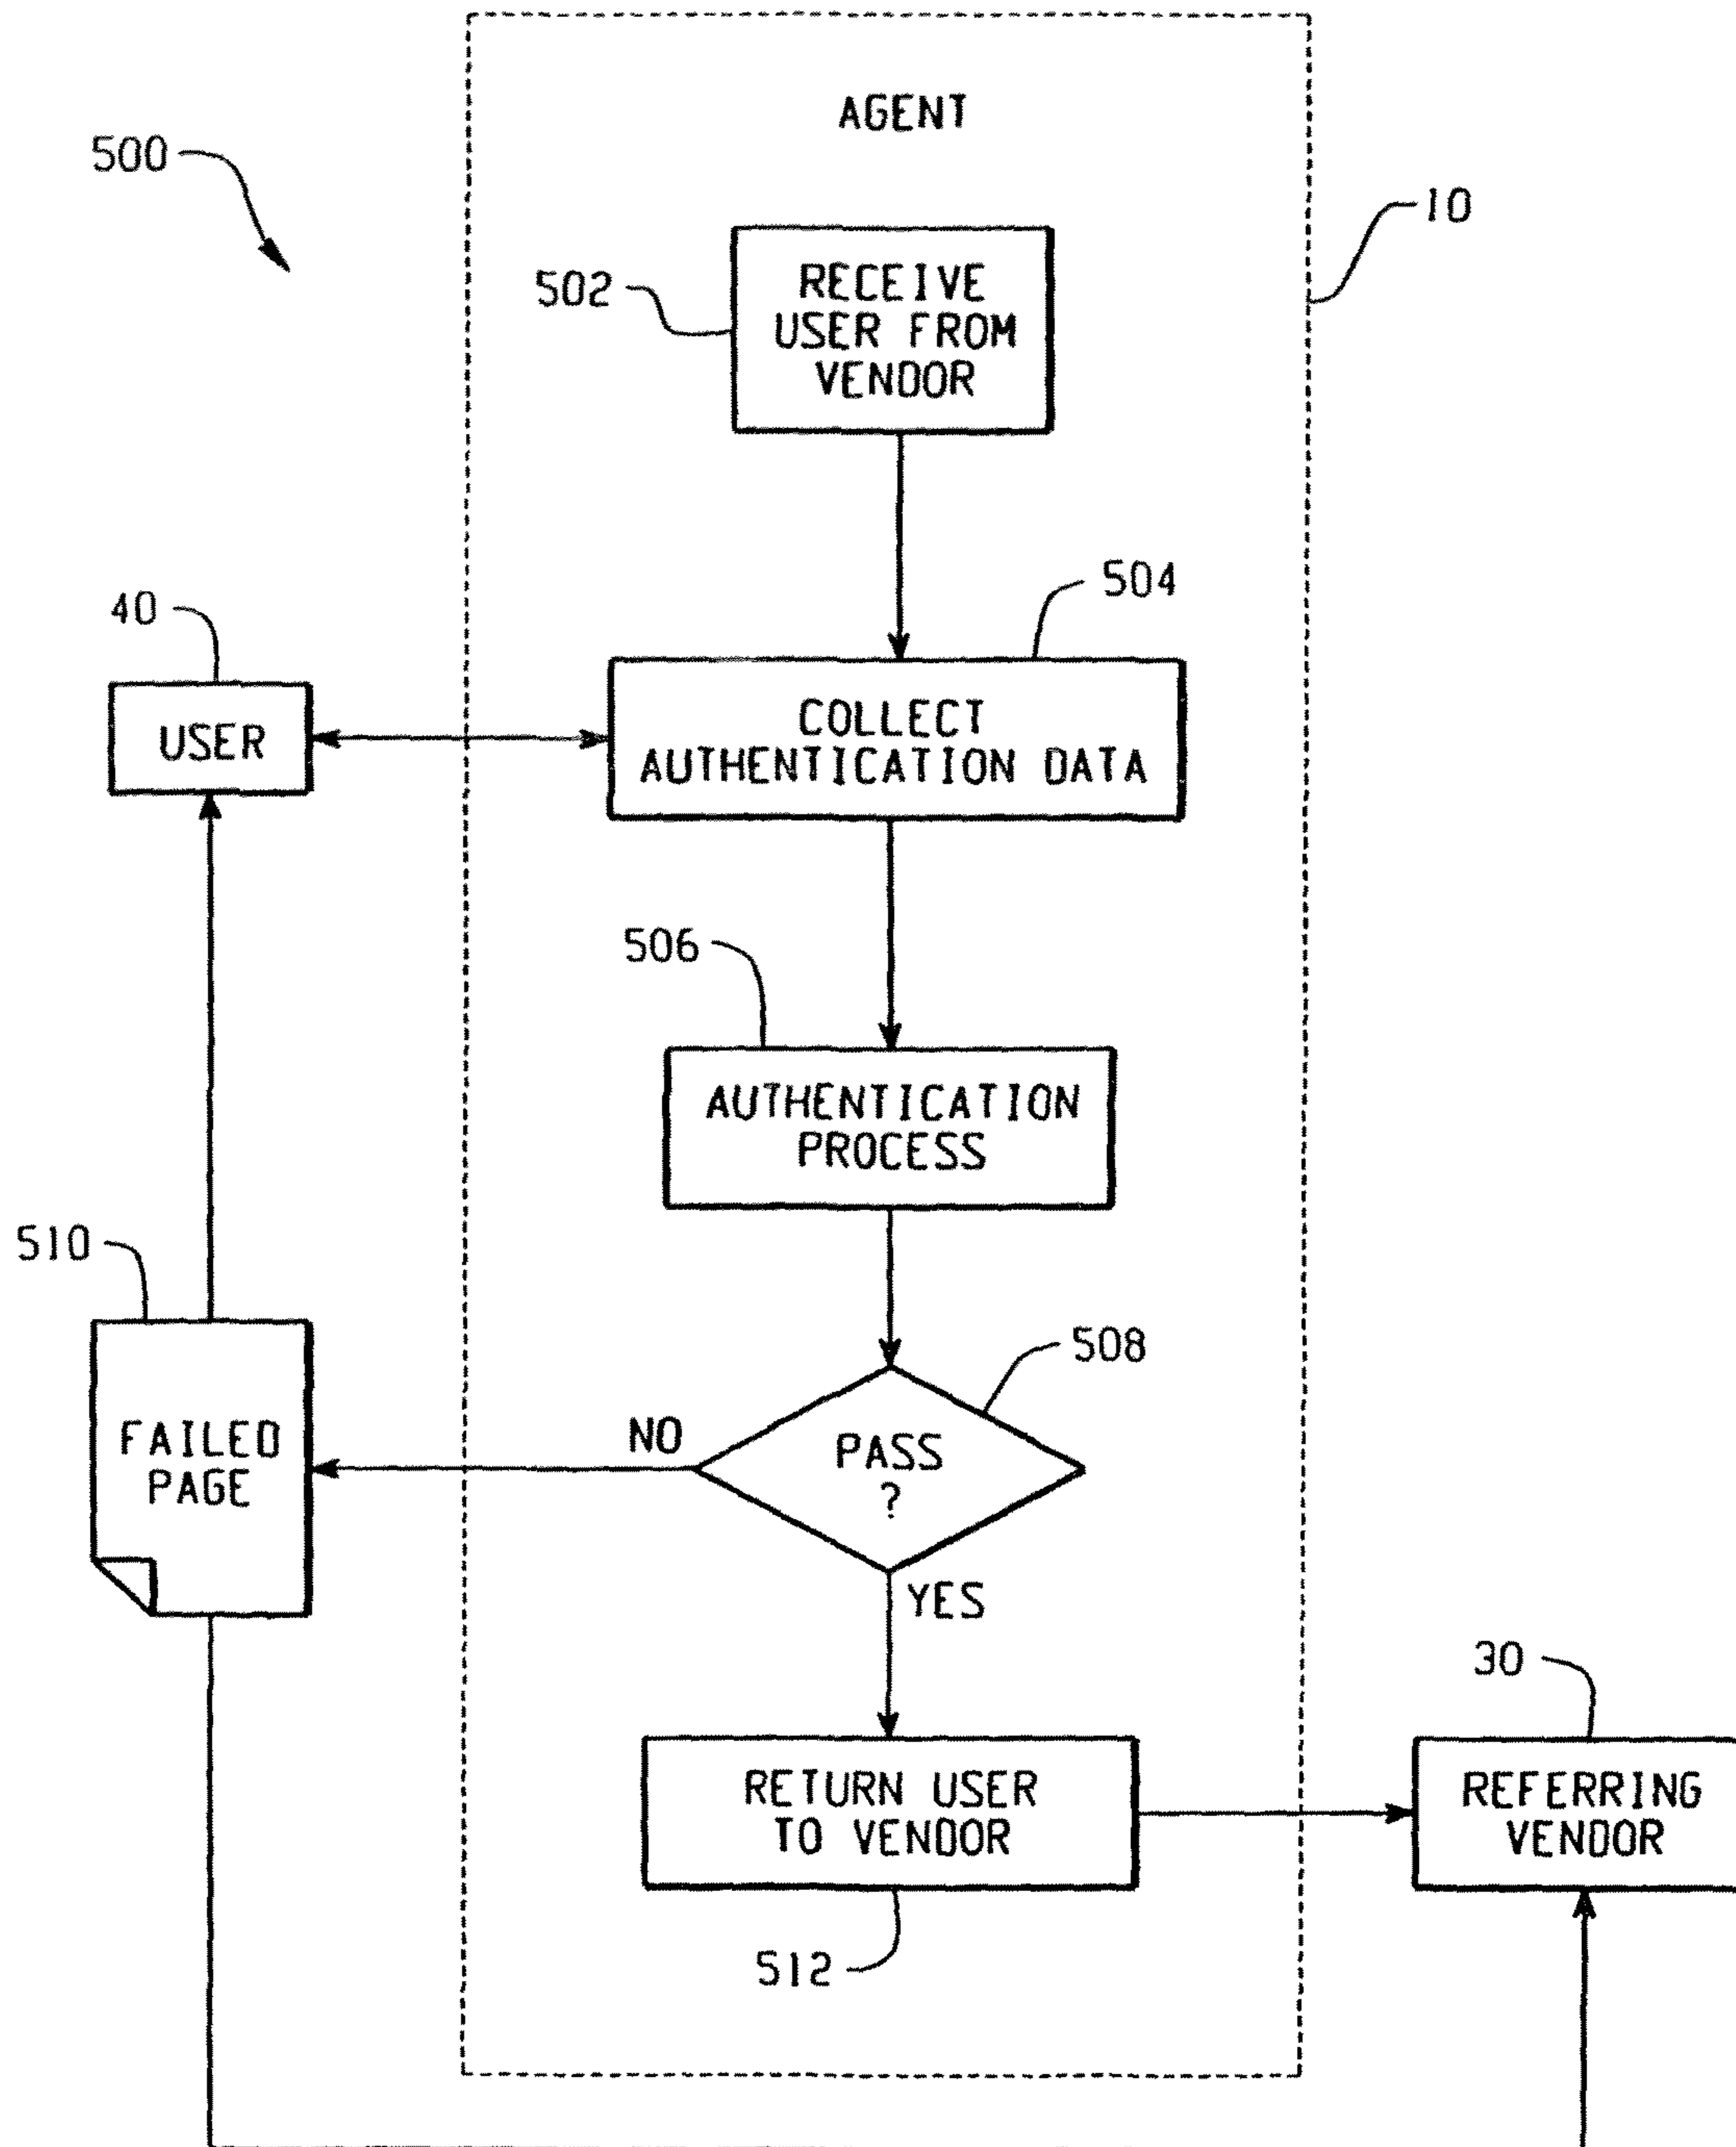 AGENT
500
10
502
RECEIVE
USER FROM
VENDOR
504
40
USER
COLLECT
AUTHENTICATION DATA
506
AUTHENTICATION
PROCESS
510
508
FAILED
PAGE
NO
PASS
?
YES
30
RETURN USER
TO VENDOR
REFERRING
VENDOR
512